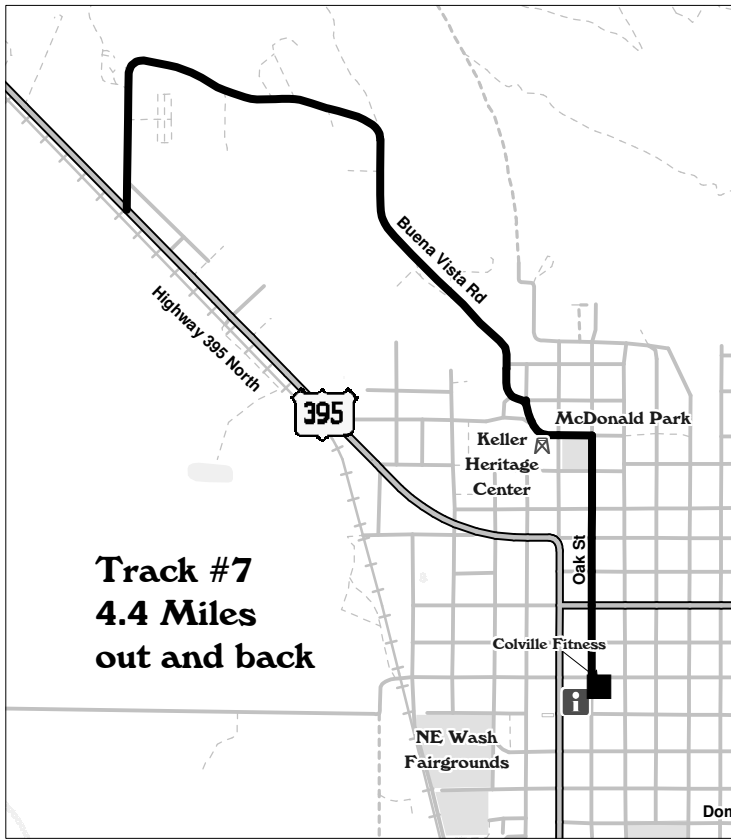 Buena Vista Rd
Highway 395 North
395
McDonald Park
Keller
Heritage
Center
Oak St
Track #7
4.4 Miles
out and back
Colville Fitness
i
NE Wash
Fairgrounds